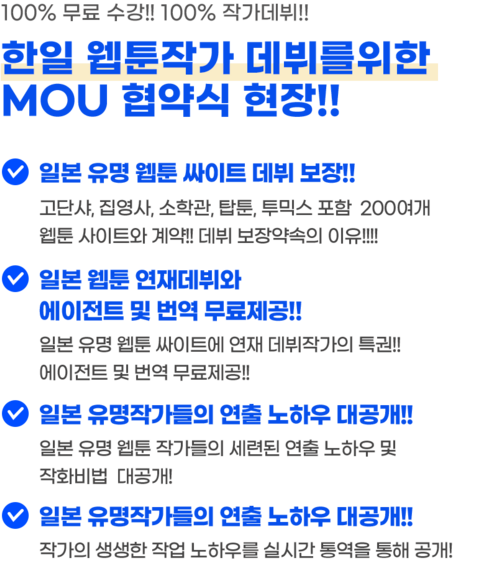 100% 무료 수강!! 100% 작가데뷔!!
한일 웹툰작가 데뷔를위한
MOU 협약식 현장!!
일본 유명 웹툰 싸이트 데뷔 보장!!
고단샤, 집영사, 소학관, 탑툰, 투믹스 포함 200여개
웹툰 사이트와 계약!! 데뷔 보장약속의 이유!!!!
일본 웹툰 연재데뷔와
에이전트 및 번역 무료제공!!
일본 유명 웹툰 싸이트에 연재 데뷔작가의 특권!!
에이전트 및 번역 무료제공!!
일본 유명작가들의 연출 노하우 대공개!!
일본 유명 웹툰 작가들의 세련된 연출 노하우 및
작화비법 대공개!
일본 유명작가들의 연출 노하우 대공개!!
작가의 생생한 작업 노하우를 실시간 통역을 통해 공개!